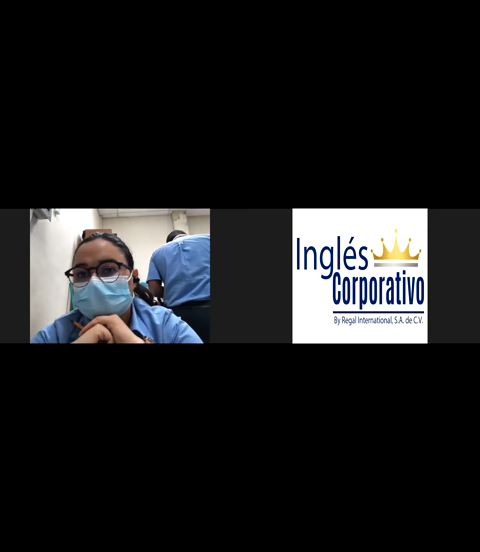 Inglés
Corporativo
By Regal International, S.A. de C.V.